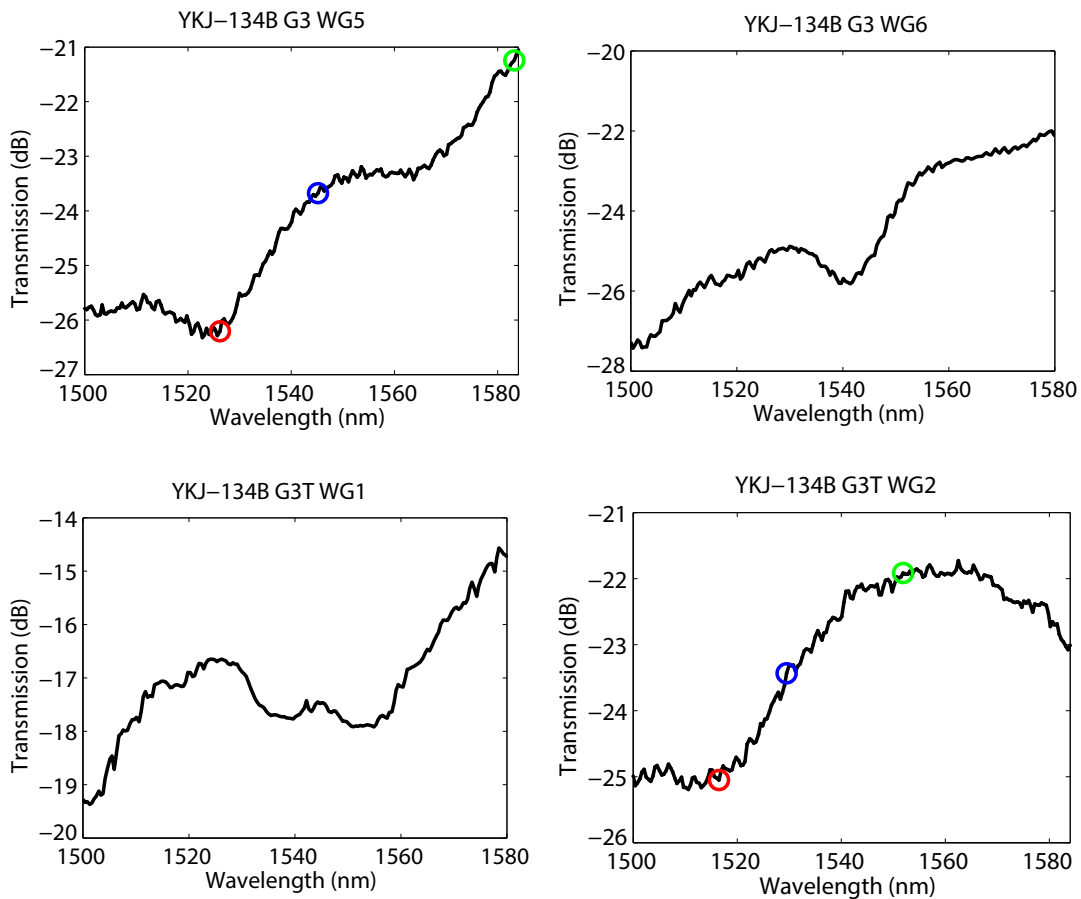 YKJ−134B G3 WG5
Transmission (dB)
−21
−22
−23
−24
−25
−26
−27
1500 1520 1540 1560 1580
Wavelength (nm)
YKJ−134B G3 WG6
Transmission (dB)
−20
−22
−24
−26
−28
1500 1520 1540 1560 1580
Wavelength (nm)
YKJ−134B G3T WG1
Transmission (dB)
−14
−15
−16
−17
−18
−19
−20
1500 1520 1540 1560 1580
Wavelength (nm)
YKJ−134B G3T WG2
Transmission (dB)
−21
−22
−23
−24
−25
−26
1500 1520 1540 1560 1580
Wavelength (nm)